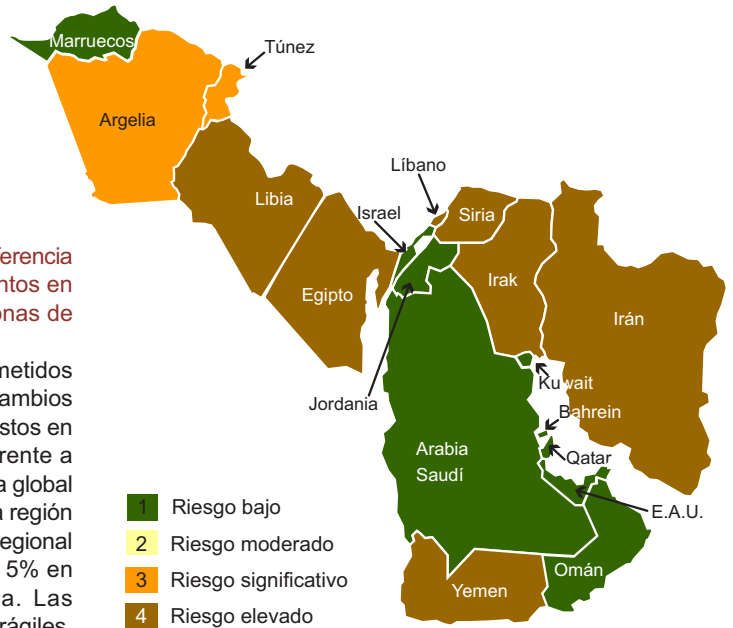 Marruecos
Túnez
Argelia
Líbano
Libia
Israel
Siria
Egipto
Irak
Irán
Jordania
Kuwait
Bahrein
Arabia
Saudí
Qatar
E.A.U.
Yemen
Omán
1 Riesgo bajo
2 Riesgo moderado
3 Riesgo significativo
4 Riesgo elevado
ferencia
ntos en
onas de
metidos
ambios
stos en
rente a
a global
a región
egional
5% en
a. Las
rágiles